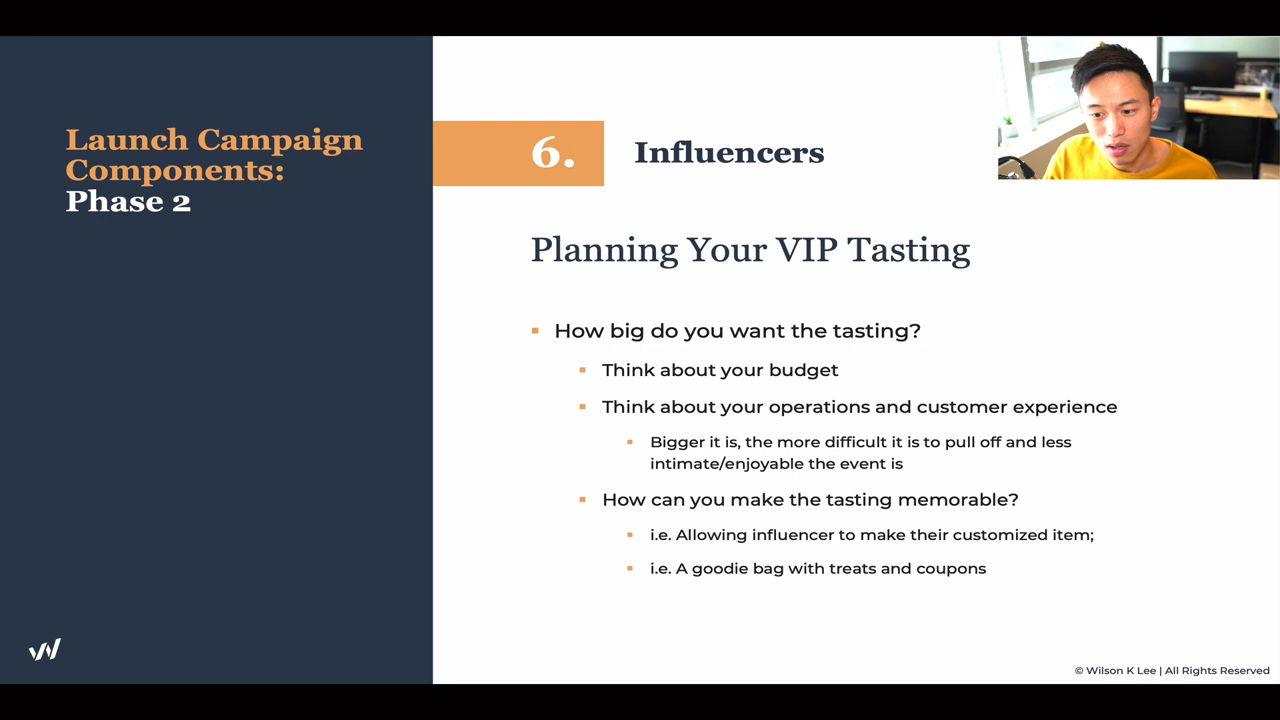 Launch Campaign
Components:
Phase 2
6.
Influencers
Planning Your VIP Tasting
How big do you want the tasting?
Think about your budget
Think about your operations and customer experience
Bigger it is, the more difficult it is to pull off and less
intimate/enjoyable the event is
How can you make the tasting memorable?
i.e. Allowing influencer to make their customized item;
i.e. A goodie bag with treats and coupons
© Wilson K Lee | All Rights Reserved